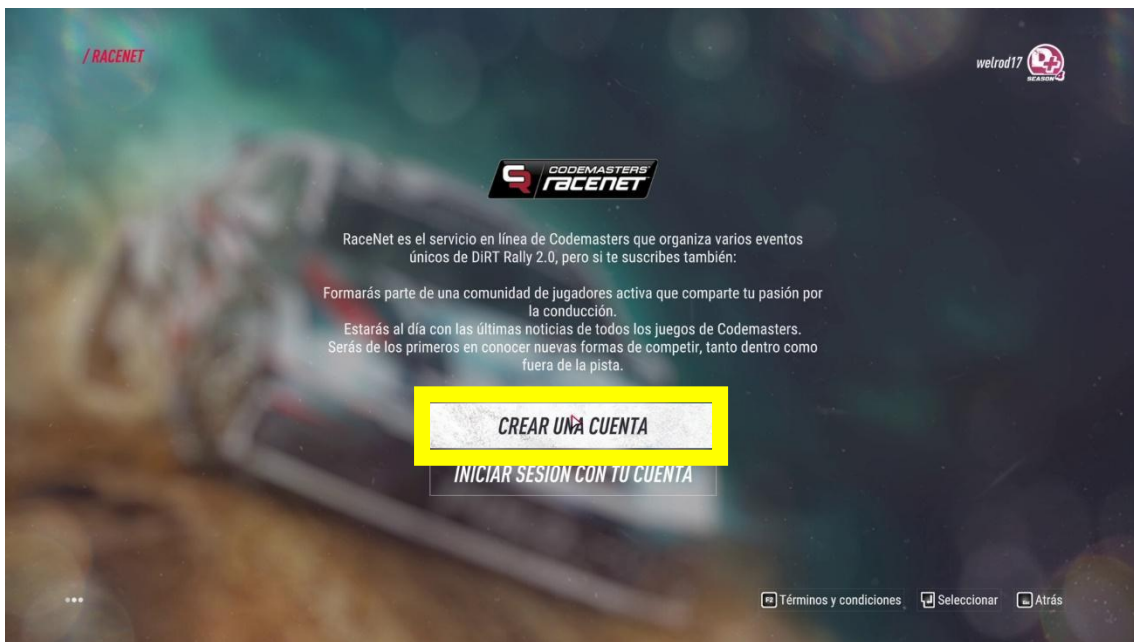 / RACENET
welrod17
D+
SEASON 4
CODEMASTERS
racenet
RaceNet es el servicio en línea de Codemasters que organiza varios eventos
únicos de DiRT Rally 2.0, pero si te suscribes también:
Formarás parte de una comunidad de jugadores activa que comparte tu pasión por
la conducción.
Estarás al día con las últimas noticias de todos los juegos de Codemasters.
Serás de los primeros en conocer nuevas formas de competir, tanto dentro como
fuera de la pista.
CREAR UNA CUENTA
INICIAR SESIÓN CON TU CUENTA
F2 Términos y condiciones Seleccionar Atrás